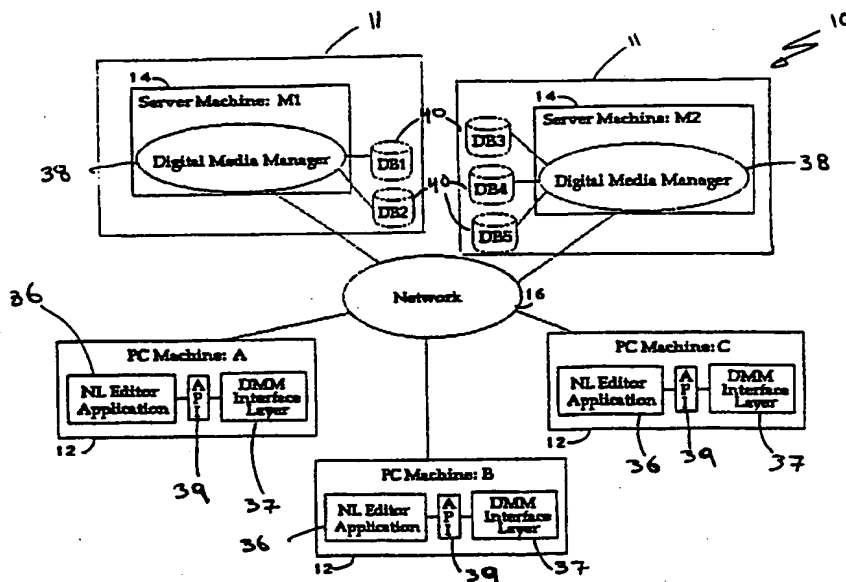 11
11
10
14
Server Machine: M1
Digital Media Manager
38
DB1
DB2
40
40
DB3
DB4
DB5
14
Server Machine: M2
Digital Media Manager
38
Network
16
36
PC Machine: A
NL Editor
Application
API
DMM
Interface
Layer
12
39
37
PC Machine: B
NL Editor
Application
API
DMM
Interface
Layer
36
12
39
37
PC Machine: C
NL Editor
Application
API
DMM
Interface
Layer
12
36
39
37